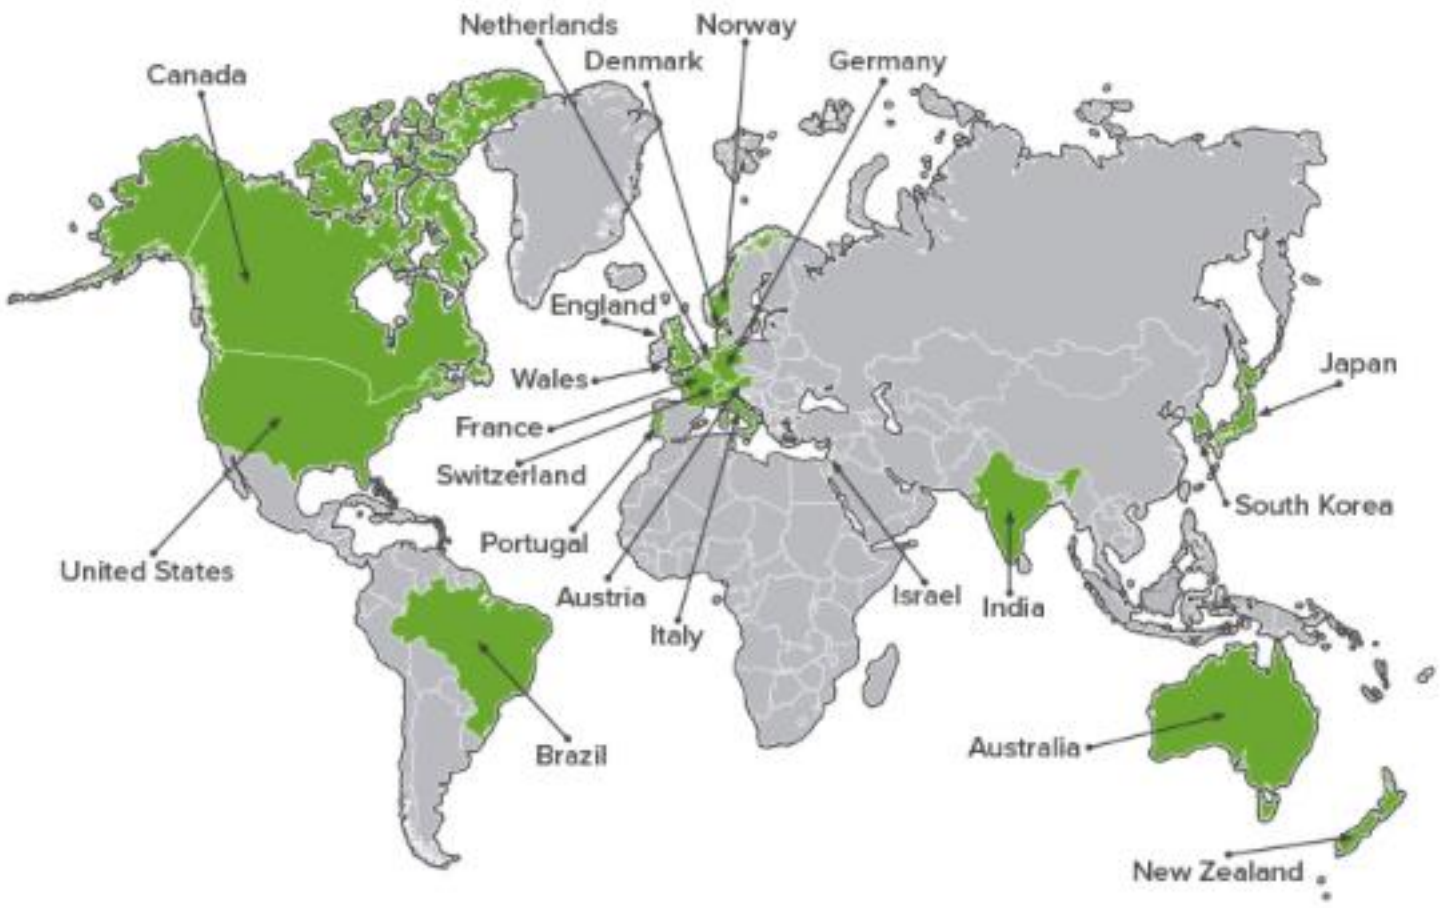 Netherlands
Norway
Denmark
Germany
Canada
England
Wales
France
Switzerland
Portugal
Austria
Italy
Israel
India
Japan
South Korea
United States
Brazil
Australia
New Zealand